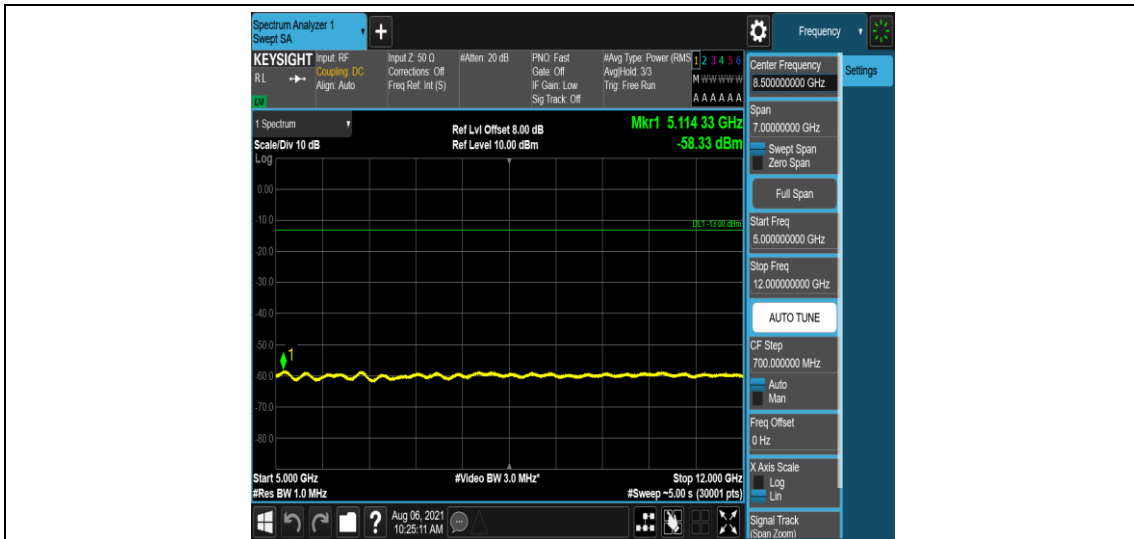 Spectrum Analyzer 1
Swept SA
+
Frequency
KEYSIGHT
RL
LM
Input: RF
Coupling: DC
Align: Auto
Input Z: 50 Ω
Corrections: Off
Freq Ref: Int (S)
#Atten: 20 dB
PNO: Fast
Gate: Off
IF Gain: Low
Sig Track: Off
#Avg Type: Power (RMS
Avg|Hold: 3/3
Trig: Free Run
1 2 3 4 5 6
M W W W W W
A A A A A A
1 Spectrum
Scale/Div 10 dB
Ref Lvl Offset 8.00 dB
Ref Level 10.00 dBm
Mkr1 5.114 33 GHz
-58.33 dBm
Log
0.00
-10.0
DL1 -13.00 dBm
-20.0
-30.0
-40.0
-50.0
1
-60.0
-70.0
-80.0
Start 5.000 GHz
#Res BW 1.0 MHz
#Video BW 3.0 MHz*
Stop 12.000 GHz
#Sweep ~5.00 s (30001 pts)
?
Aug 06, 2021
10:25:11 AM
Center Frequency
8.500000000 GHz
Settings
Span
7.00000000 GHz
Swept Span
Zero Span
Full Span
Start Freq
5.000000000 GHz
Stop Freq
12.000000000 GHz
AUTO TUNE
CF Step
700.000000 MHz
Auto
Man
Freq Offset
0 Hz
X Axis Scale
Log
Lin
Signal Track
(Span Zoom)